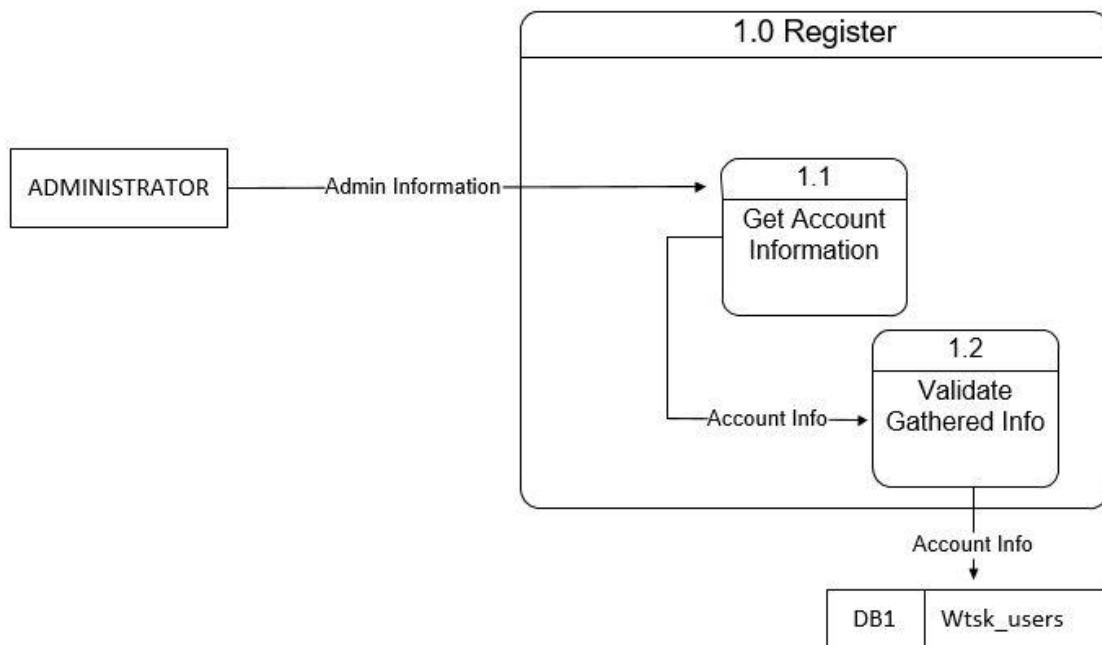 1.0 Register
ADMINISTRATOR
Admin Information
1.1
Get Account
Information
1.2
Validate
Gathered Info
Account Info
Account Info
DB1
Wtsk_users